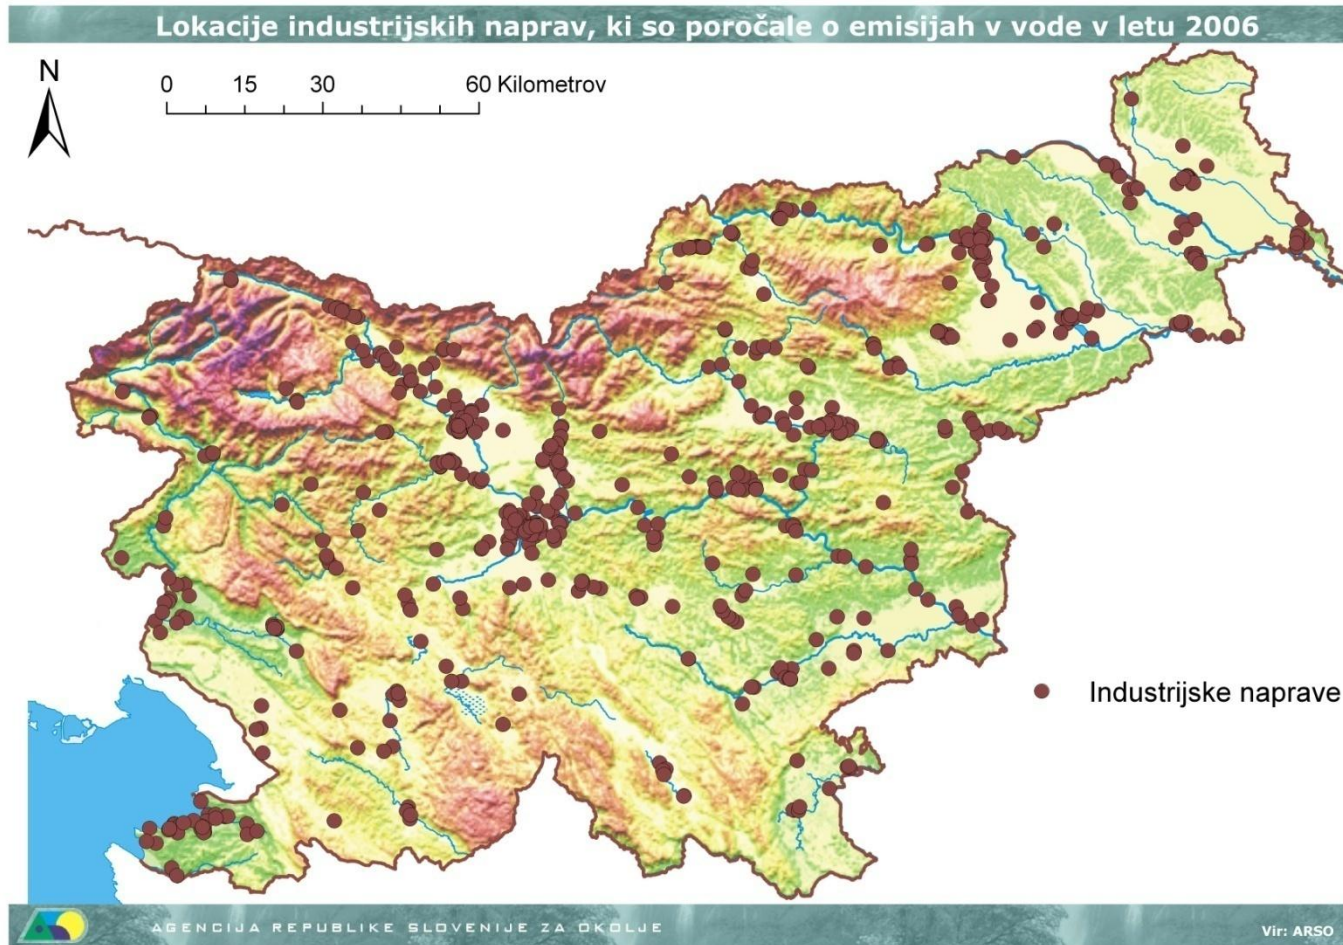 Lokacije industrijskih naprav, ki so poročale o emisijah v vode v letu 2006
N
0 15 30 60 Kilometrov
Industrijske naprave
AGENCIJA REPUBLIKE SLOVENIJE ZA OKOLJE
Vir: ARSO